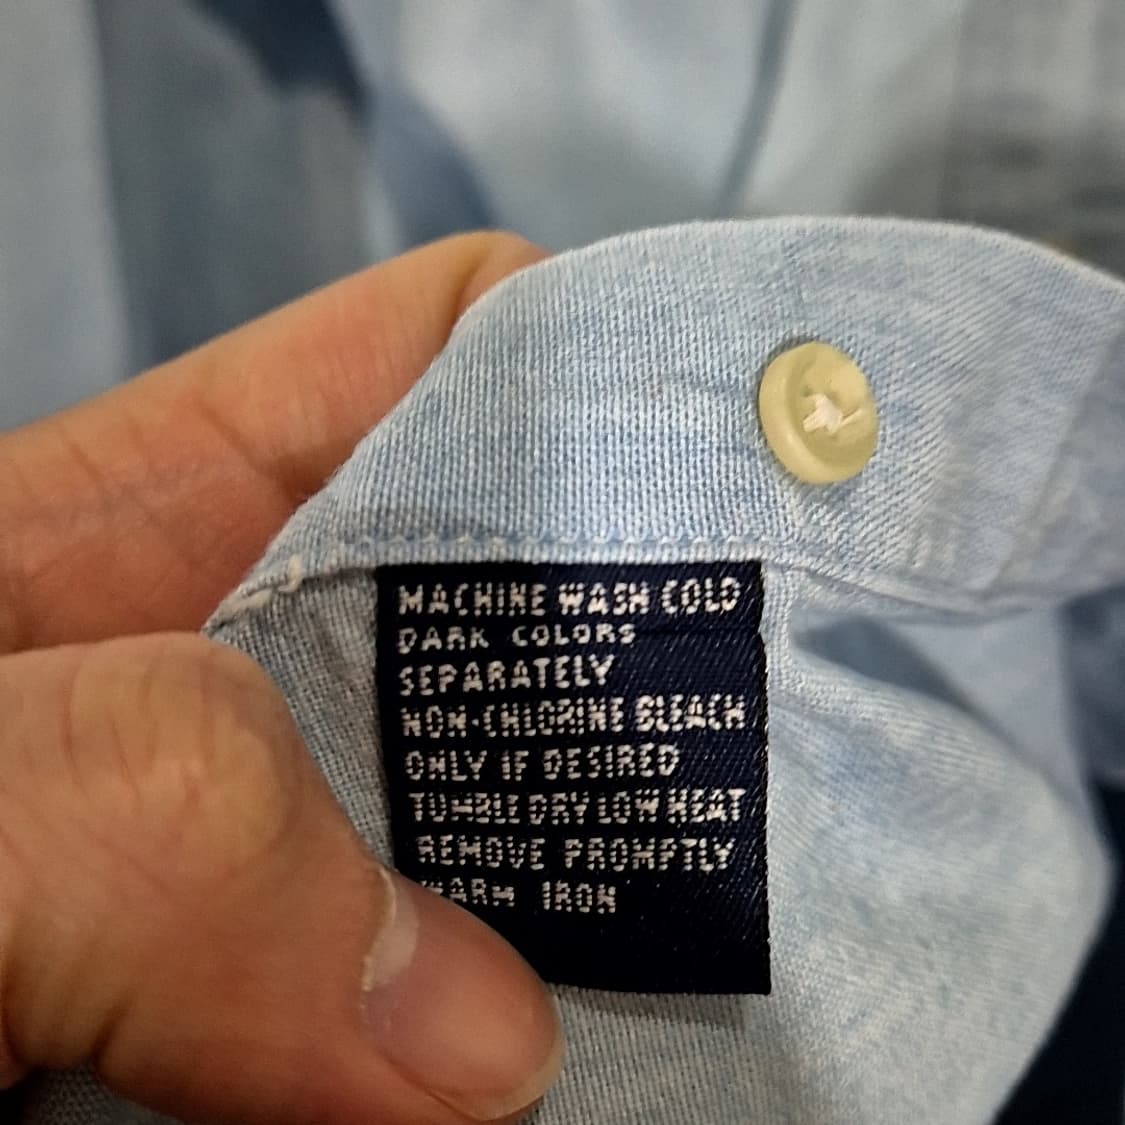 MACHINE WASH COLD
DARK COLORS
SEPARATELY
NON-CHLORINE BLEACH
ONLY IF DESIRED
TUMBLE DRY LOW HEAT
REMOVE PROMPTLY
WARM IRON